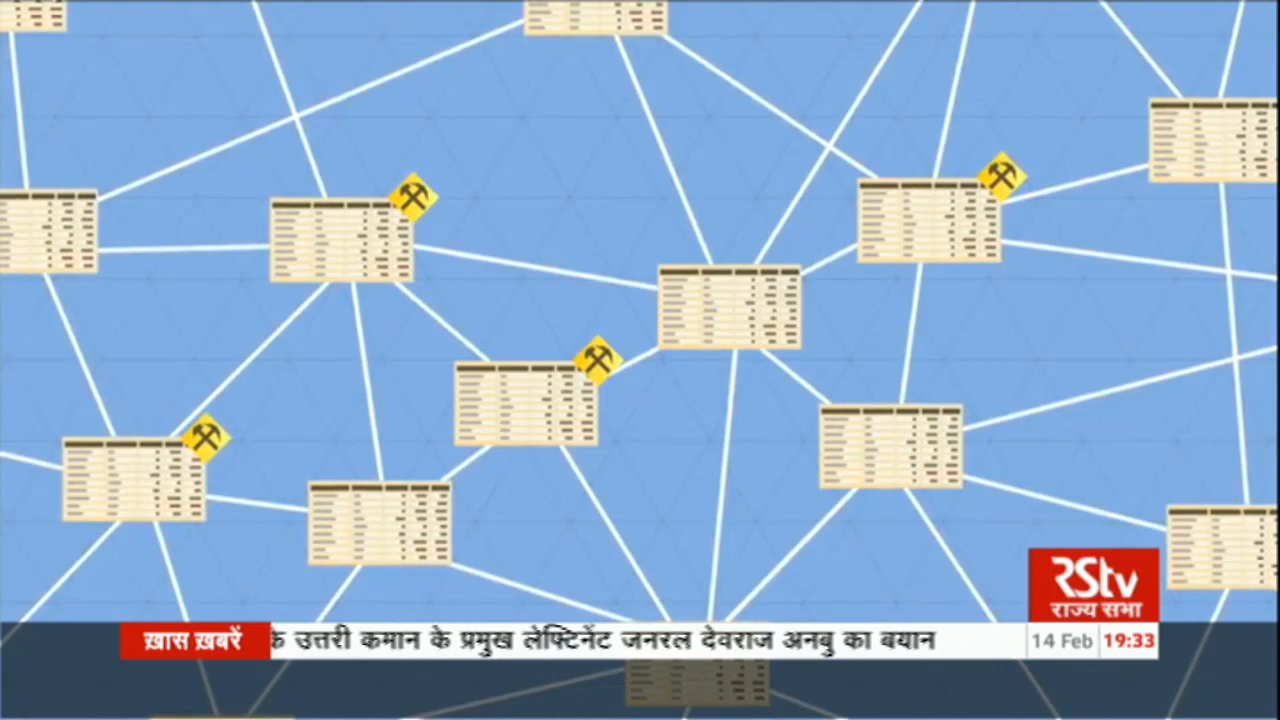 RStv
राज्य सभा
ख़ास ख़बरें
के उत्तरी कमान के प्रमुख लेफ्टिनेंट जनरल देवराज अनबु का बयान
14 Feb 19:33